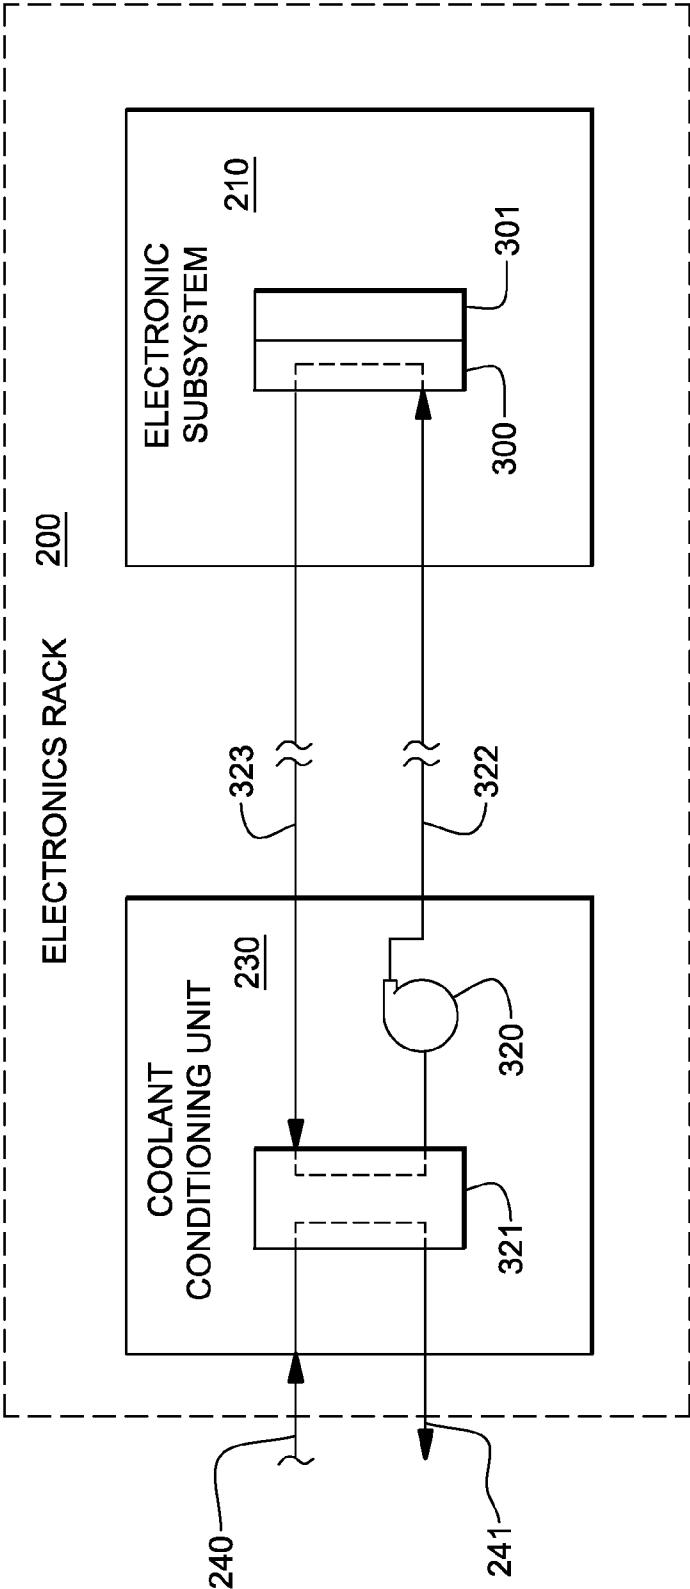 ELECTRONICS RACK
200
COOLANT
CONDITIONING UNIT
230
ELECTRONIC
SUBSYSTEM
210
323
322
301
300
320
321
240
241